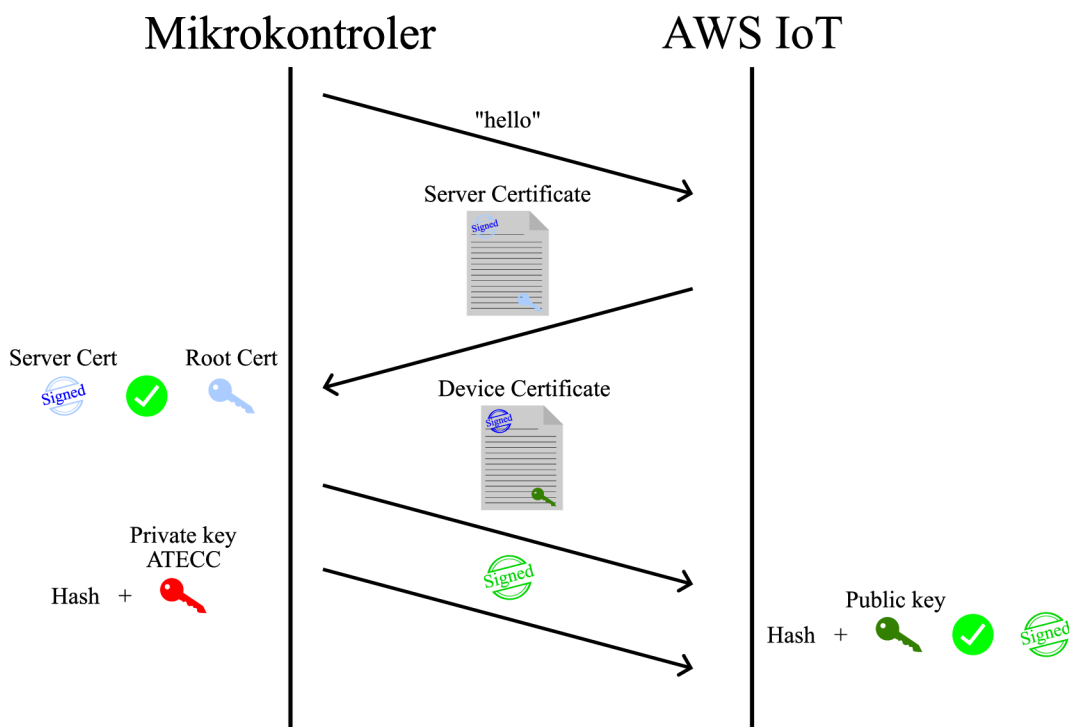 Mikrokontroler
AWS IoT
"hello"
Server Certificate
Signed
Server Cert
Root Cert
Signed
Device Certificate
Signed
Private key
ATECC
Hash +
Signed
Public key
Hash +
Signed